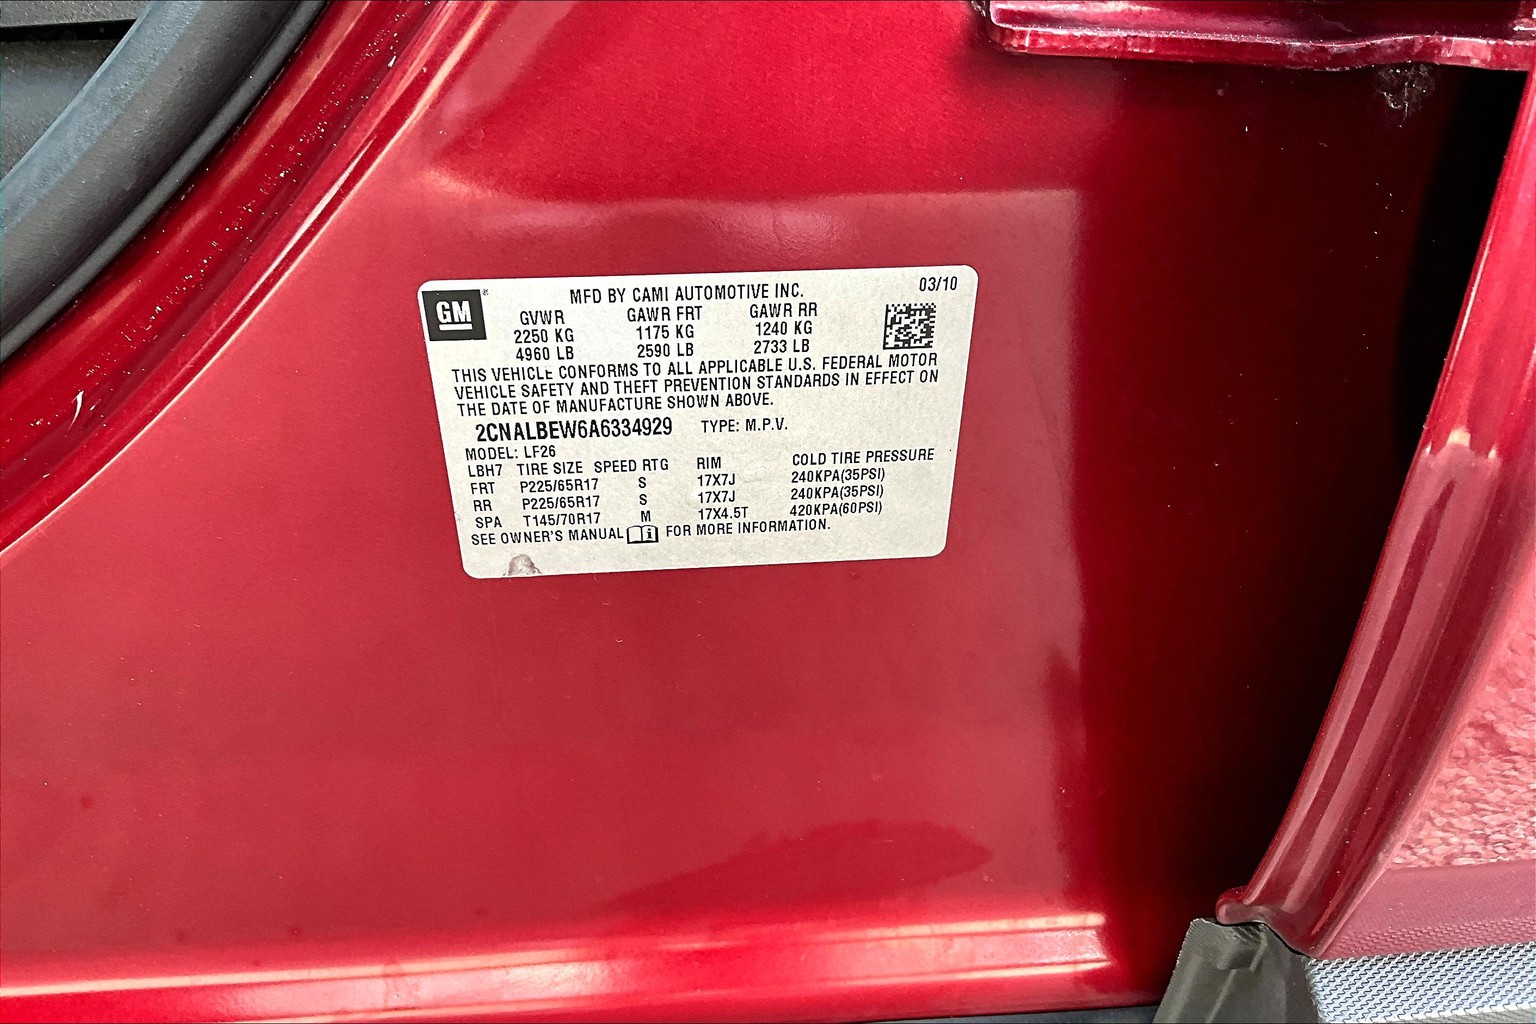 GM ®
MFD BY CAMI AUTOMOTIVE INC. 03/10
GVWR GAWR FRT GAWR RR
2250 KG 1175 KG 1240 KG
4960 LB 2590 LB 2733 LB
THIS VEHICLE CONFORMS TO ALL APPLICABLE U.S. FEDERAL MOTOR
VEHICLE SAFETY AND THEFT PREVENTION STANDARDS IN EFFECT ON
THE DATE OF MANUFACTURE SHOWN ABOVE.
2CNALBEW6A6334929 TYPE: M.P.V.
MODEL: LF26
LBH7 TIRE SIZE SPEED RTG RIM COLD TIRE PRESSURE
FRT P225/65R17 S 17X7J 240KPA(35PSI)
RR P225/65R17 S 17X7J 240KPA(35PSI)
SPA T145/70R17 M 17X4.5T 420KPA(60PSI)
SEE OWNER'S MANUAL i FOR MORE INFORMATION.